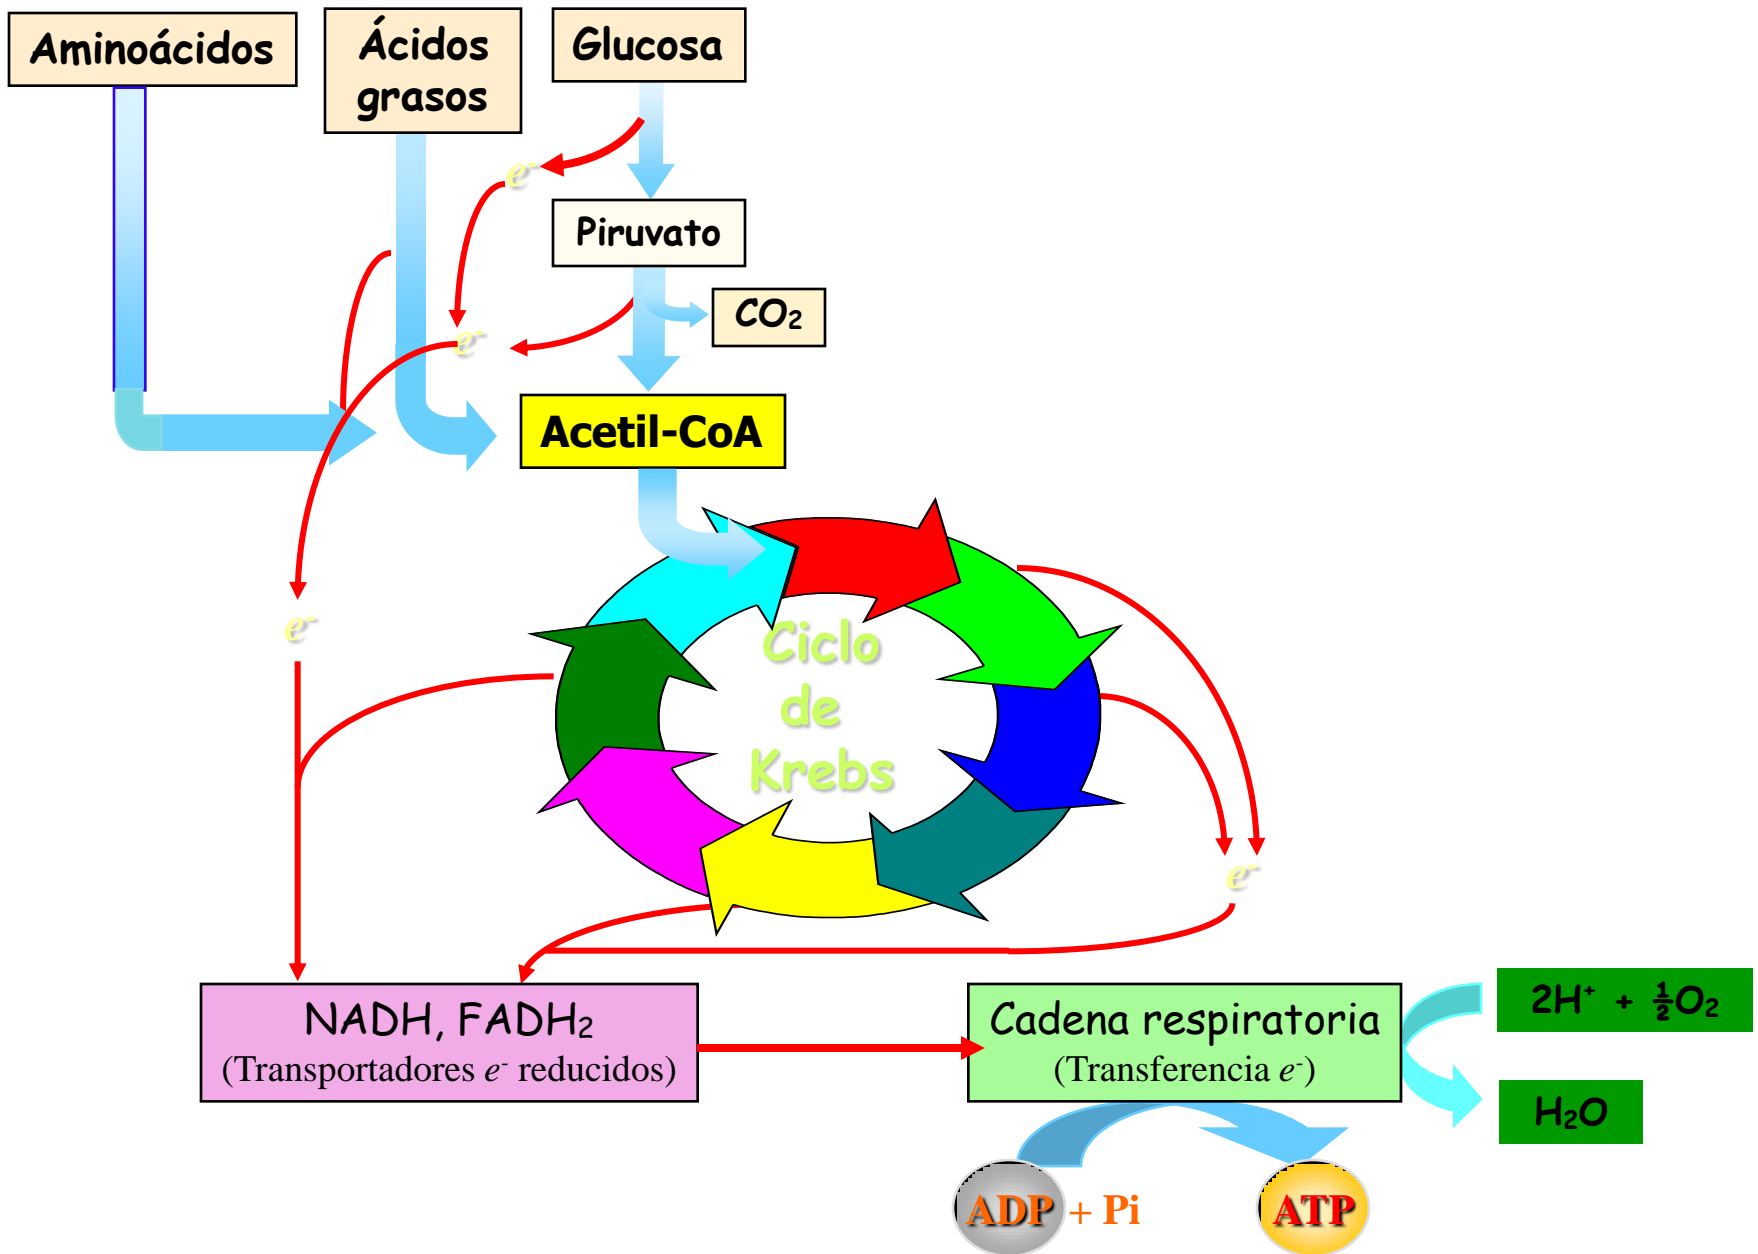 Aminoácidos
Ácidos
grasos
Glucosa
e-
Piruvato
CO₂
e-
Acetil-CoA
e-
Ciclo
de
Krebs
e-
NADH, FADH₂
(Transportadores e- reducidos)
Cadena respiratoria
(Transferencia e-)
2H⁺ + ½O₂
H₂O
ADP + Pi
ATP